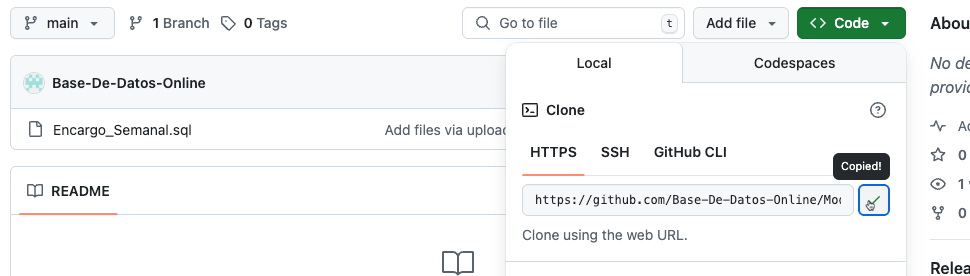 main 1 Branch 0 Tags Go to file t Add file Code
Abou
No de
provid
Local Codespaces
Base-De-Datos-Online
Clone
Encargo_Semanal.sql Add files via upload
HTTPS SSH GitHub CLI
Copied!
README
https://github.com/Base-De-Datos-Online/Mod
Clone using the web URL.
Ac
0
1
0
Relea